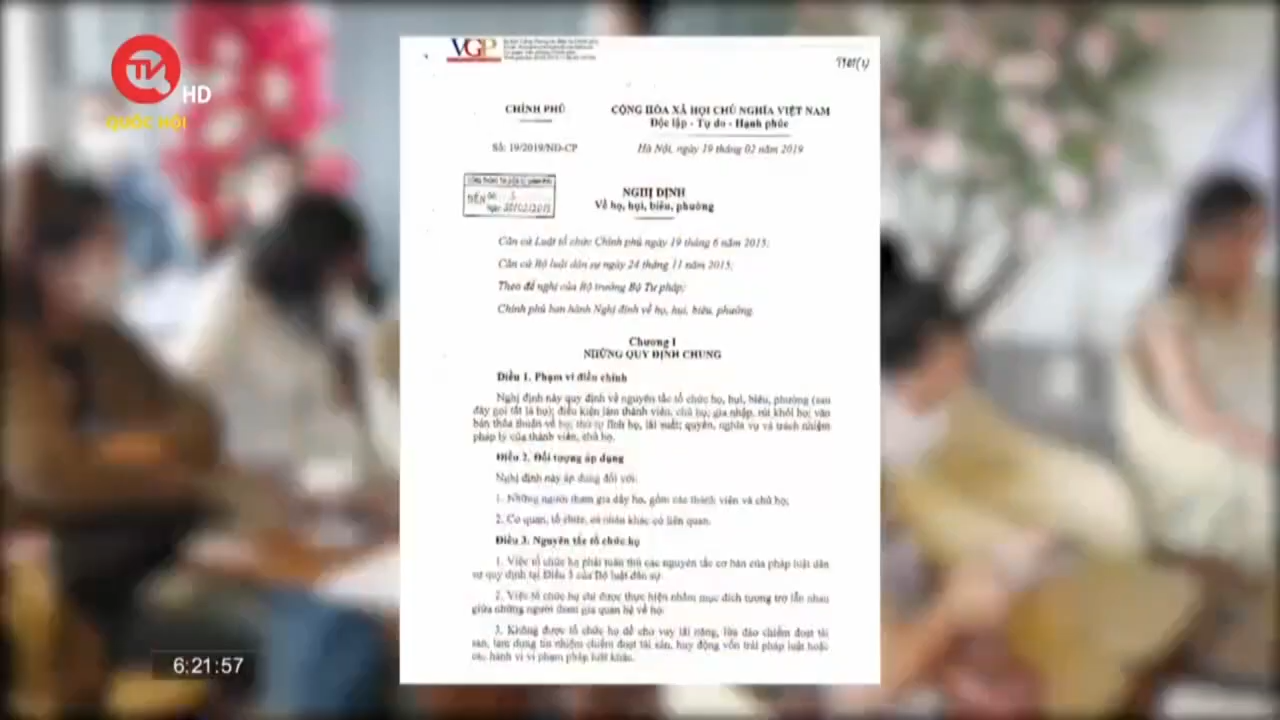 TV
HD
QUỐC HỘI
VGP
CHÍNH PHỦ
CỘNG HÒA XÃ HỘI CHỦ NGHĨA VIỆT NAM
Độc lập - Tự do - Hạnh phúc
Số: 19/2019/NĐ-CP
Hà Nội, ngày 19 tháng 02 năm 2019
ĐẾN
NGHỊ ĐỊNH
Về họ, hụi, biêu, phường
Căn cứ Luật tổ chức Chính phủ ngày 19 tháng 6 năm 2015;
Căn cứ Bộ luật dân sự ngày 24 tháng 11 năm 2015;
Theo đề nghị của Bộ trưởng Bộ Tư pháp;
Chính phủ ban hành Nghị định về họ, hụi, biêu, phường.
Chương I
NHỮNG QUY ĐỊNH CHUNG
Điều 1. Phạm vi điều chỉnh
Nghị định này quy định về nguyên tắc tổ chức họ, hụi, biêu, phường (sau
đây gọi tắt là họ); điều kiện làm thành viên, chủ họ; gia nhập, rút khỏi họ; văn
bản thỏa thuận về họ; thứ tự lĩnh họ, lãi suất; quyền, nghĩa vụ và trách nhiệm
pháp lý của thành viên, chủ họ.
Điều 2. Đối tượng áp dụng
Nghị định này áp dụng đối với:
1. Những người tham gia dây họ, gồm các thành viên và chủ họ;
2. Cơ quan, tổ chức, cá nhân khác có liên quan.
Điều 3. Nguyên tắc tổ chức họ
1. Việc tổ chức họ phải tuân thủ các nguyên tắc cơ bản của pháp luật dân
sự quy định tại Điều 3 của Bộ luật dân sự.
2. Việc tổ chức họ chỉ được thực hiện nhằm mục đích tương trợ lẫn nhau
giữa những người tham gia quan hệ về họ.
3. Không được tổ chức họ để cho vay lãi nặng, lừa đảo chiếm đoạt tài
sản, lạm dụng tín nhiệm chiếm đoạt tài sản, huy động vốn trái pháp luật hoặc
các hành vi vi phạm pháp luật khác.
6:21:57